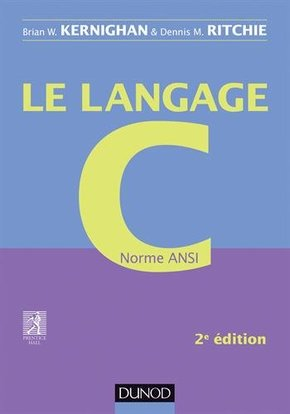 Brian W. KERNIGHAN & Dennis M. RITCHIE
LE LANGAGE
C
Norme ANSI
PRENTICE
HALL
2e édition
DUNOD